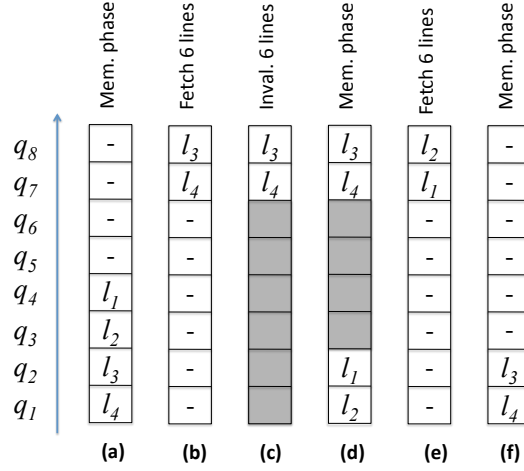 Mem. phase Fetch 6 lines Inval. 6 lines Mem. phase Fetch 6 lines Mem. phase
q8 - l3 l3 l3 l2 -
q7 - l4 l4 l4 l1 -
q6 - - - -
q5 - - - -
q4 l1 - - -
q3 l2 - - -
q2 l3 - l1 - l3
q1 l4 - l2 - l4
(a) (b) (c) (d) (e) (f)